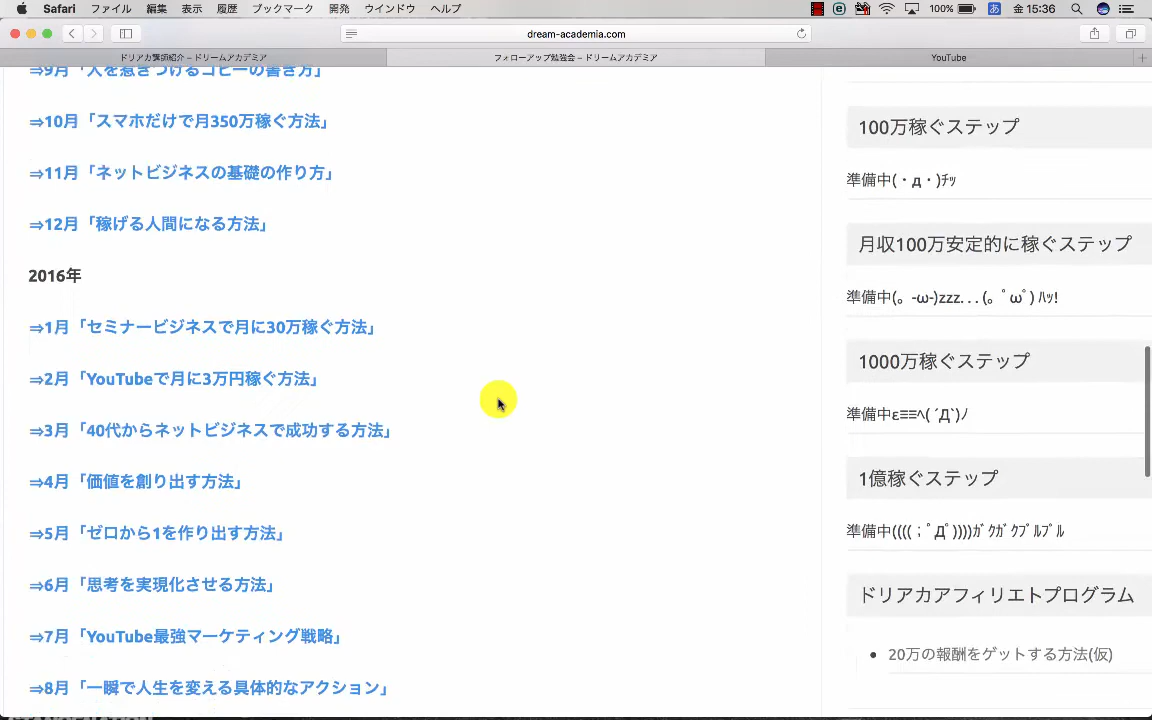 Safari ファイル 編集 表示 履歴 ブックマーク 開発 ウインドウ ヘルプ 100% あ 金 15:36
dream-academia.com
ドリアカ講師紹介 – ドリームアカデミア フォローアップ勉強会 – ドリームアカデミア YouTube
⇒9月「人を惹きつけるコピーの書き方」
⇒10月「スマホだけで月350万稼ぐ方法」
⇒11月「ネットビジネスの基礎の作り方」
⇒12月「稼げる人間になる方法」
2016年
⇒1月「セミナービジネスで月に30万稼ぐ方法」
⇒2月「YouTubeで月に3万円稼ぐ方法」
⇒3月「40代からネットビジネスで成功する方法」
⇒4月「価値を創り出す方法」
⇒5月「ゼロから1を作り出す方法」
⇒6月「思考を実現化させる方法」
⇒7月「YouTube最強マーケティング戦略」
⇒8月「一瞬で人生を変える具体的なアクション」
100万稼ぐステップ
準備中(・д・)ﾁｯ
月収100万安定的に稼ぐステップ
準備中(。-ω-)zzz. . . (。ﾟωﾟ) ﾊｯ!
1000万稼ぐステップ
準備中ε≡≡ﾍ( ´Д`)ﾉ
1億稼ぐステップ
準備中((((；ﾟДﾟ))))ｶﾞｸｶﾞｸﾌﾞﾙﾌﾞﾙ
ドリアカアフィリエトプログラム
20万の報酬をゲットする方法(仮)